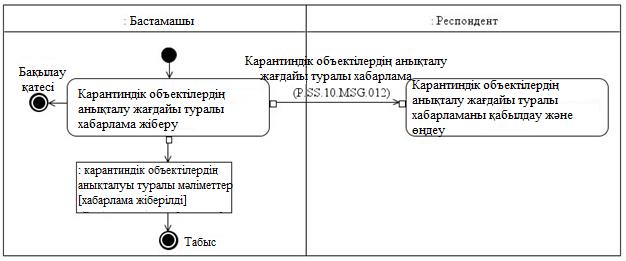 : Бастамашы
: Респондент
Бақылау
қатесі
Карантиндік объектілердің анықталу
жағдайы туралы хабарлама
(P.SS.10.MSG.012)
Карантиндік объектілердің
анықталу жағдайы туралы
хабарлама жіберу
Карантиндік объектілердің
анықталу жағдайы туралы
хабарламаны қабылдау және
өңдеу
: карантиндік объектілердің
анықталуы туралы мәліметтер
[хабарлама жіберілді]
Табыс